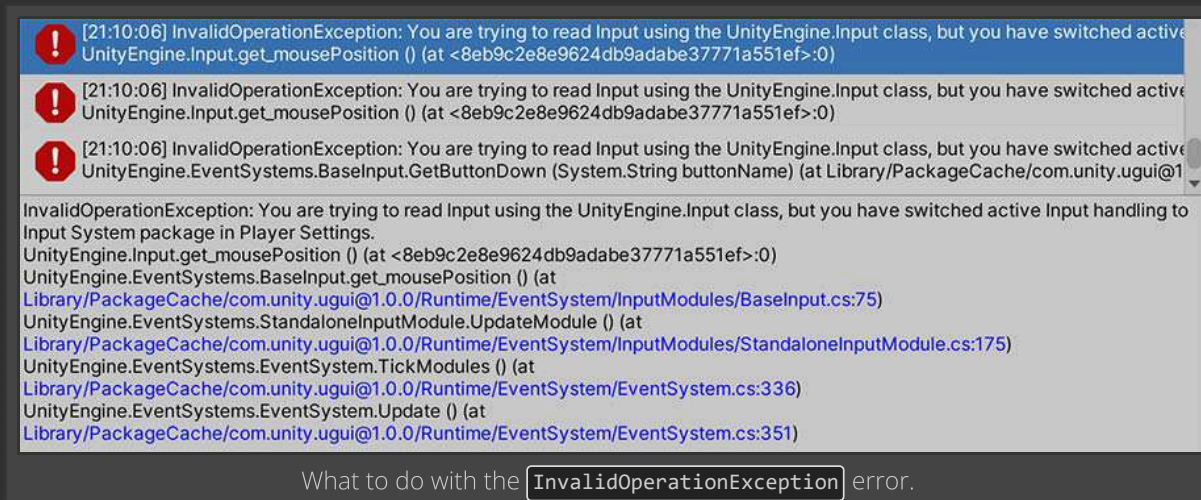 [21:10:06] InvalidOperationException: You are trying to read Input using the UnityEngine.Input class, but you have switched active
UnityEngine.Input.get_mousePosition () (at <8eb9c2e8e9624db9adabe37771a551ef>:0)
[21:10:06] InvalidOperationException: You are trying to read Input using the UnityEngine.Input class, but you have switched active
UnityEngine.Input.get_mousePosition () (at <8eb9c2e8e9624db9adabe37771a551ef>:0)
[21:10:06] InvalidOperationException: You are trying to read Input using the UnityEngine.Input class, but you have switched active
UnityEngine.EventSystems.BaseInput.GetButtonDown (System.String buttonName) (at Library/PackageCache/com.unity.ugui@1
InvalidOperationException: You are trying to read Input using the UnityEngine.Input class, but you have switched active Input handling to
Input System package in Player Settings.
UnityEngine.Input.get_mousePosition () (at <8eb9c2e8e9624db9adabe37771a551ef>:0)
UnityEngine.EventSystems.BaseInput.get_mousePosition () (at
Library/PackageCache/com.unity.ugui@1.0.0/Runtime/EventSystem/InputModules/BaseInput.cs:75)
UnityEngine.EventSystems.StandaloneInputModule.UpdateModule () (at
Library/PackageCache/com.unity.ugui@1.0.0/Runtime/EventSystem/InputModules/StandaloneInputModule.cs:175)
UnityEngine.EventSystems.EventSystem.TickModules () (at
Library/PackageCache/com.unity.ugui@1.0.0/Runtime/EventSystem/EventSystem.cs:336)
UnityEngine.EventSystems.EventSystem.Update () (at
Library/PackageCache/com.unity.ugui@1.0.0/Runtime/EventSystem/EventSystem.cs:351)
What to do with the InvalidOperationException error.